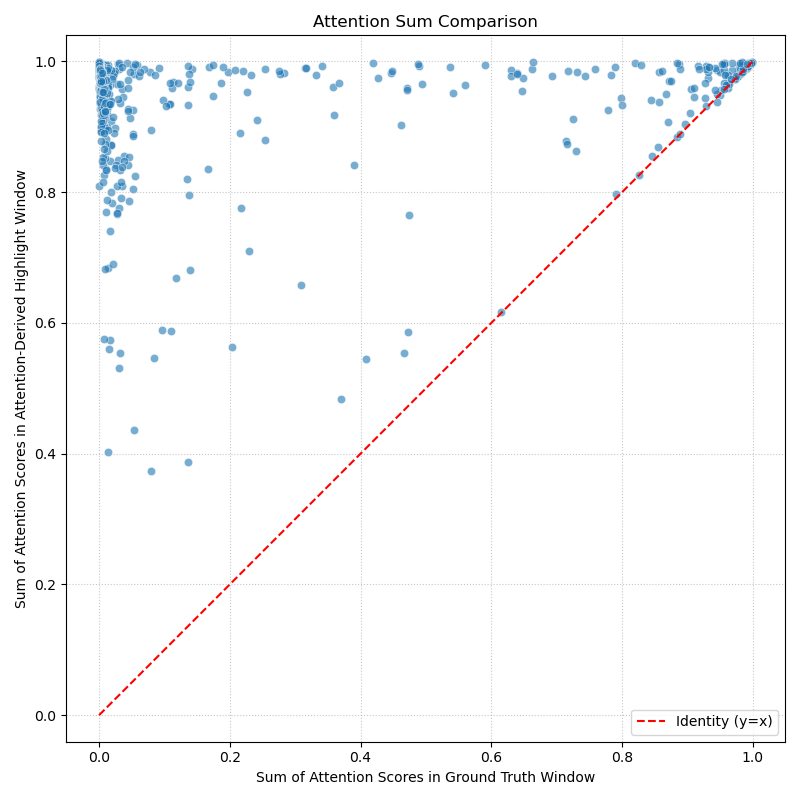 Attention Sum Comparison
Sum of Attention Scores in Attention-Derived Highlight Window
1.0
0.8
0.6
0.4
0.2
0.0
Identity (y=x)
0.0 0.2 0.4 0.6 0.8 1.0
Sum of Attention Scores in Ground Truth Window